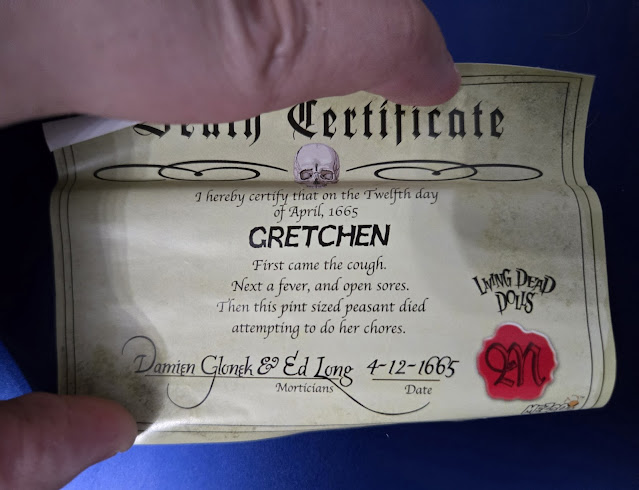 Death Certificate
I hereby certify that on the Twelfth day
of April, 1665
GRETCHEN
First came the cough.
Next a fever, and open sores.
Then this pint sized peasant died
attempting to do her chores.
LIVING DEAD
DOLLS
Damien Glonek & Ed Long 4-12-1665
Morticians Date